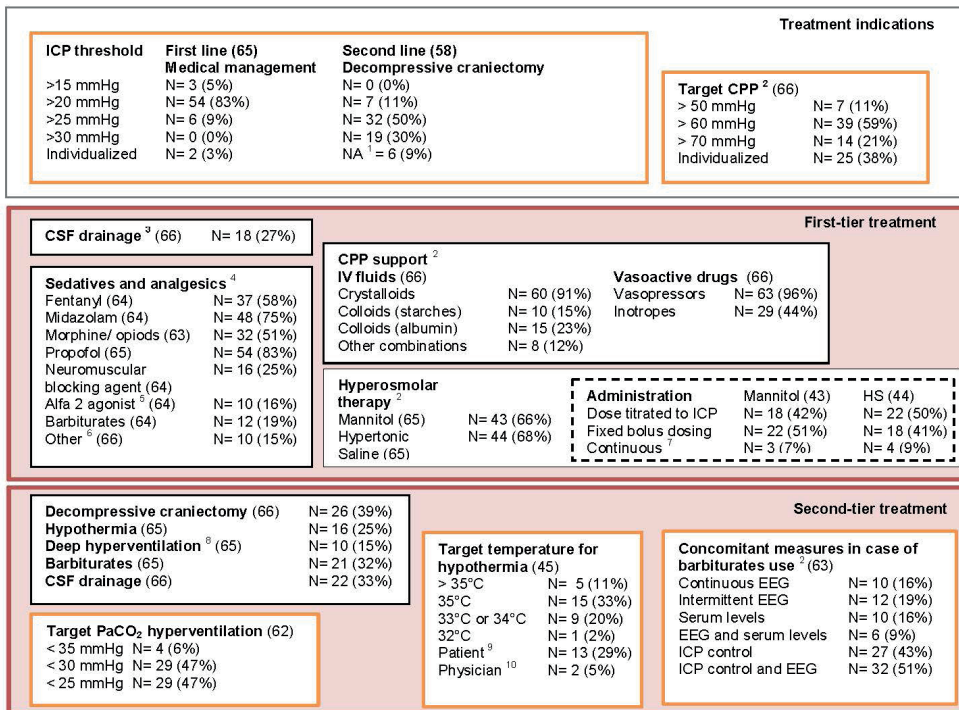 Treatment indications
ICP threshold First line (65) Second line (58)
Medical management Decompressive craniectomy
>15 mmHg N= 3 (5%) N= 0 (0%)
>20 mmHg N= 54 (83%) N= 7 (11%)
>25 mmHg N= 6 (9%) N= 32 (50%)
>30 mmHg N= 0 (0%) N= 19 (30%)
Individualized N= 2 (3%) NA ¹ = 6 (9%)
Target CPP ² (66)
> 50 mmHg N= 7 (11%)
> 60 mmHg N= 39 (59%)
> 70 mmHg N= 14 (21%)
Individualized N= 25 (38%)
First-tier treatment
CSF drainage ³ (66) N= 18 (27%)
Sedatives and analgesics ⁴
Fentanyl (64) N= 37 (58%)
Midazolam (64) N= 48 (75%)
Morphine/ opiods (63) N= 32 (51%)
Propofol (65) N= 54 (83%)
Neuromuscular N= 16 (25%)
blocking agent (64)
Alfa 2 agonist ⁵ (64) N= 10 (16%)
Barbiturates (64) N= 12 (19%)
Other ⁶ (66) N= 10 (15%)
CPP support ²
IV fluids (66) Vasoactive drugs (66)
Crystalloids N= 60 (91%) Vasopressors N= 63 (96%)
Colloids (starches) N= 10 (15%) Inotropes N= 29 (44%)
Colloids (albumin) N= 15 (23%)
Other combinations N= 8 (12%)
Hyperosmolar
therapy ²
Mannitol (65) N= 43 (66%)
Hypertonic N= 44 (68%)
Saline (65)
Administration Mannitol (43) HS (44)
Dose titrated to ICP N= 18 (42%) N= 22 (50%)
Fixed bolus dosing N= 22 (51%) N= 18 (41%)
Continuous ⁷ N= 3 (7%) N= 4 (9%)
Second-tier treatment
Decompressive craniectomy (66) N= 26 (39%)
Hypothermia (65) N= 16 (25%)
Deep hyperventilation ⁸ (65) N= 10 (15%)
Barbiturates (65) N= 21 (32%)
CSF drainage (66) N= 22 (33%)
Target PaCO₂ hyperventilation (62)
< 35 mmHg N= 4 (6%)
< 30 mmHg N= 29 (47%)
< 25 mmHg N= 29 (47%)
Target temperature for
hypothermia (45)
> 35°C N= 5 (11%)
35°C N= 15 (33%)
33°C or 34°C N= 9 (20%)
32°C N= 1 (2%)
Patient ⁹ N= 13 (29%)
Physician ¹⁰ N= 2 (5%)
Concomitant measures in case of
barbiturates use ² (63)
Continuous EEG N= 10 (16%)
Intermittent EEG N= 12 (19%)
Serum levels N= 10 (16%)
EEG and serum levels N= 6 (9%)
ICP control N= 27 (43%)
ICP control and EEG N= 32 (51%)